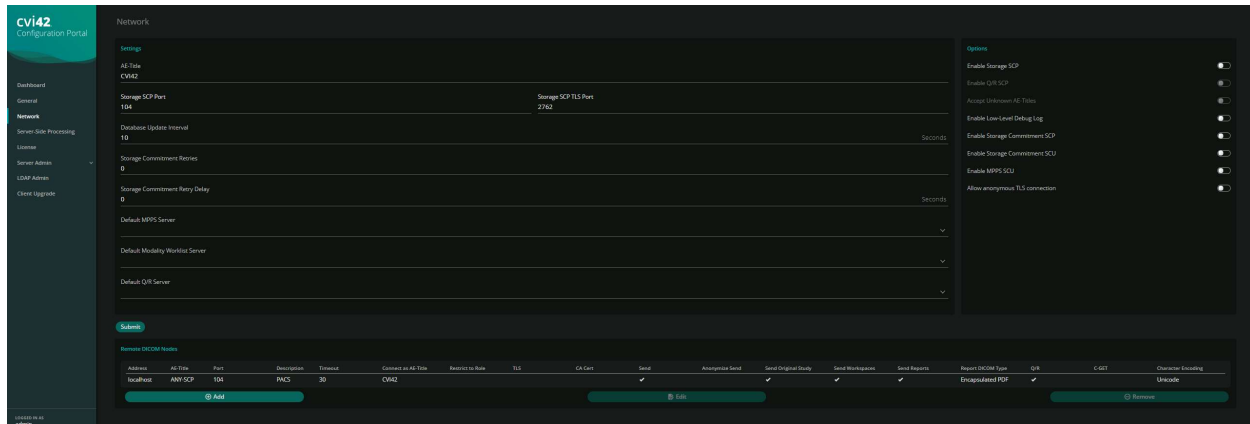 cvi42
Configuration Portal
Dashboard
General
Network
Server-Side Processing
License
Server Admin
LDAP Admin
Client Upgrade
LOGGED IN AS
admin
Network
Settings
AE-Title
CVI42
Storage SCP Port
104
Storage SCP TLS Port
2762
Database Update Interval
10 Seconds
Storage Commitment Retries
0
Storage Commitment Retry Delay
0 Seconds
Default MPPS Server
Default Modality Worklist Server
Default Q/R Server
Options
Enable Storage SCP
Enable Q/R SCP
Accept Unknown AE Titles
Enable Low-Level Debug Log
Enable Storage Commitment SCP
Enable Storage Commitment SCU
Enable MPPS SCU
Allow anonymous TLS connection
Submit
Remote DICOM Nodes
Address AE-Title Port Description Timeout Connect as AE-Title Restrict to Role TLS CA Cert Send Anonymize Send Send Original Study Send Workspaces Send Reports Report DICOM Type Q/R C-GET Character Encoding
localhost ANY-SCP 104 PACS 30 CVI42 ✔ ✔ ✔ ✔ Encapsulated PDF ✔ Unicode
Add Edit Remove